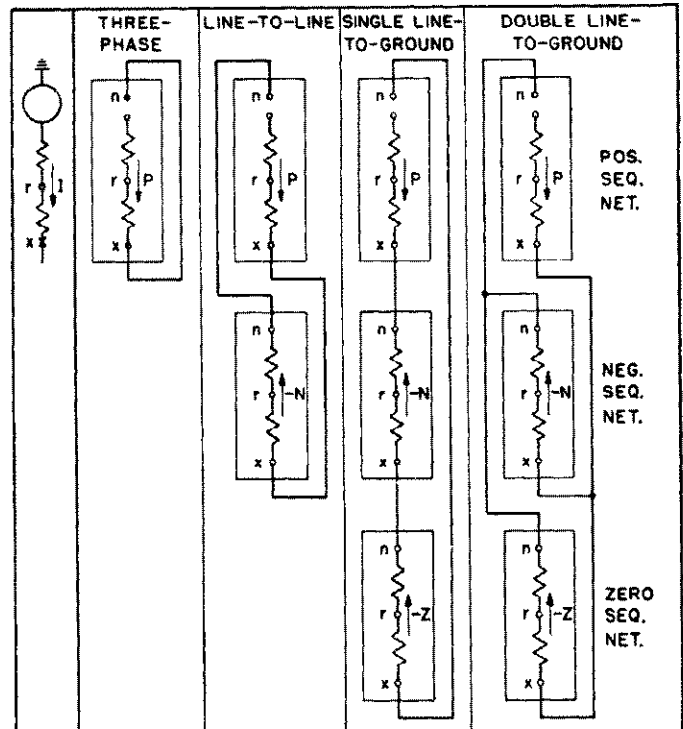 THREE-
PHASE
LINE-TO-LINE
SINGLE LINE-
TO-GROUND
DOUBLE LINE-
TO-GROUND
r
I
x
n
r
P
x
n
r
P
x
n
r
P
x
n
r
P
x
POS.
SEQ.
NET.
n
r
-N
x
n
r
-N
x
n
r
-N
x
NEG.
SEQ.
NET.
n
r
-Z
x
n
r
-Z
x
ZERO
SEQ.
NET.